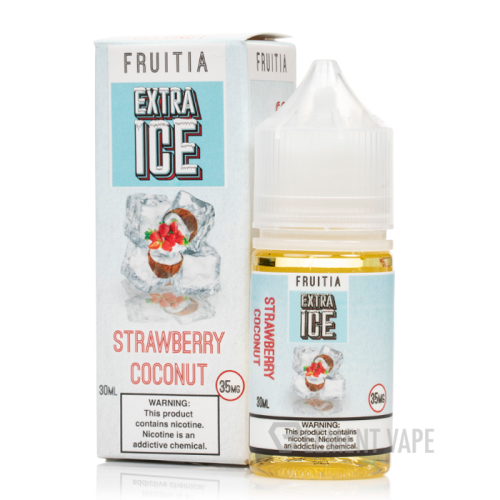 FRUITIA
EXTRA
ICE
STRAWBERRY
COCONUT
30ML
35MG
WARNING:
This product
contains nicotine.
Nicotine is an
addictive chemical.
FRUITIA
FRUITIA
EXTRA
ICE
STRAWBERRY
COCONUT
30ML
35MG
WARNING:
This product
contains nicotine.
Nicotine is an
addictive chemical.
VAPE